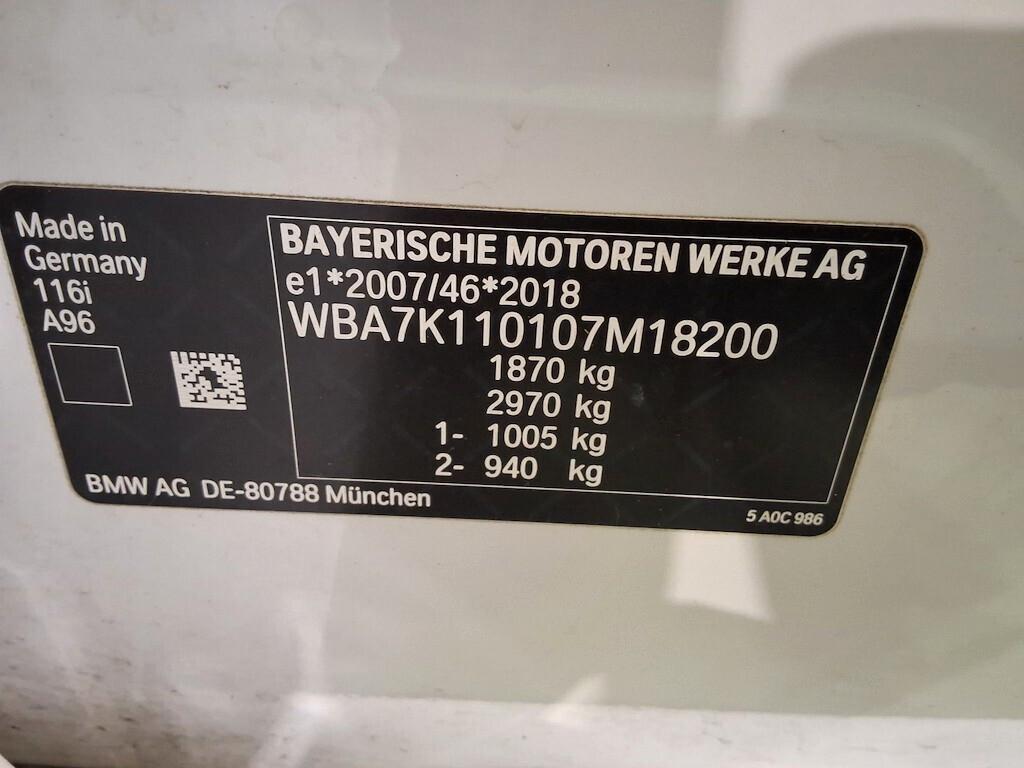 Made in
Germany
116i
A96
BAYERISCHE MOTOREN WERKE AG
e1*2007/46*2018
WBA7K110107M18200
1870 kg
2970 kg
1- 1005 kg
2- 940 kg
BMW AG DE-80788 München
5 A0C 986